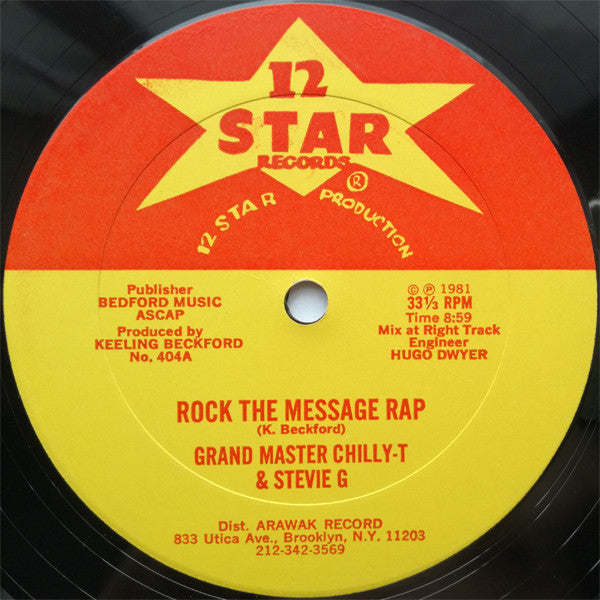 12
STAR
RECORDS
®
12 STAR PRODUCTION
Publisher
BEDFORD MUSIC
ASCAP
Produced by
KEELING BECKFORD
No. 404A
© ℗ 1981
33⅓ RPM
Time 8:59
Mix at Right Track
Engineer
HUGO DWYER
ROCK THE MESSAGE RAP
(K. Beckford)
GRAND MASTER CHILLY-T
& STEVIE G
Dist. ARAWAK RECORD
833 Utica Ave., Brooklyn, N.Y. 11203
212-342-3569